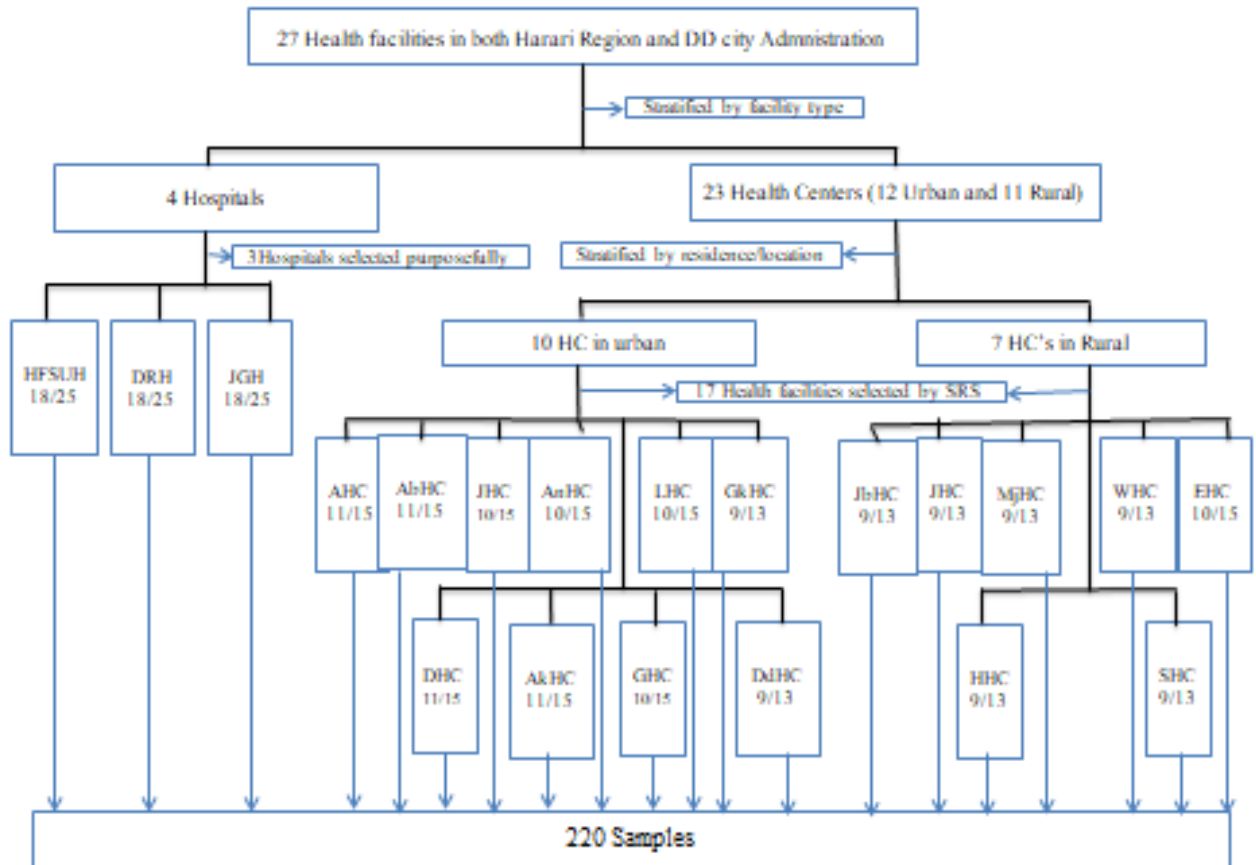 27 Health facilities in both Harari Region and DD city Admnistration
Stratified by facility type
4 Hospitals
23 Health Centers (12 Urban and 11 Rural)
3Hospitals selected purposefully
Stratified by residence/location
10 HC in urban
7 HC's in Rural
17 Health facilities selected by SRS
HFSUH
18/25
DRH
18/25
JGH
18/25
AHC
11/15
AbHC
11/15
JHC
10/15
ArHC
10/15
LHC
10/15
GkHC
9/13
JbHC
9/13
JHC
9/13
MjHC
9/13
WHC
9/13
EHC
10/15
DHC
11/15
AkHC
11/15
GHC
10/15
DdHC
9/13
HHC
9/13
SHC
9/13
220 Samples